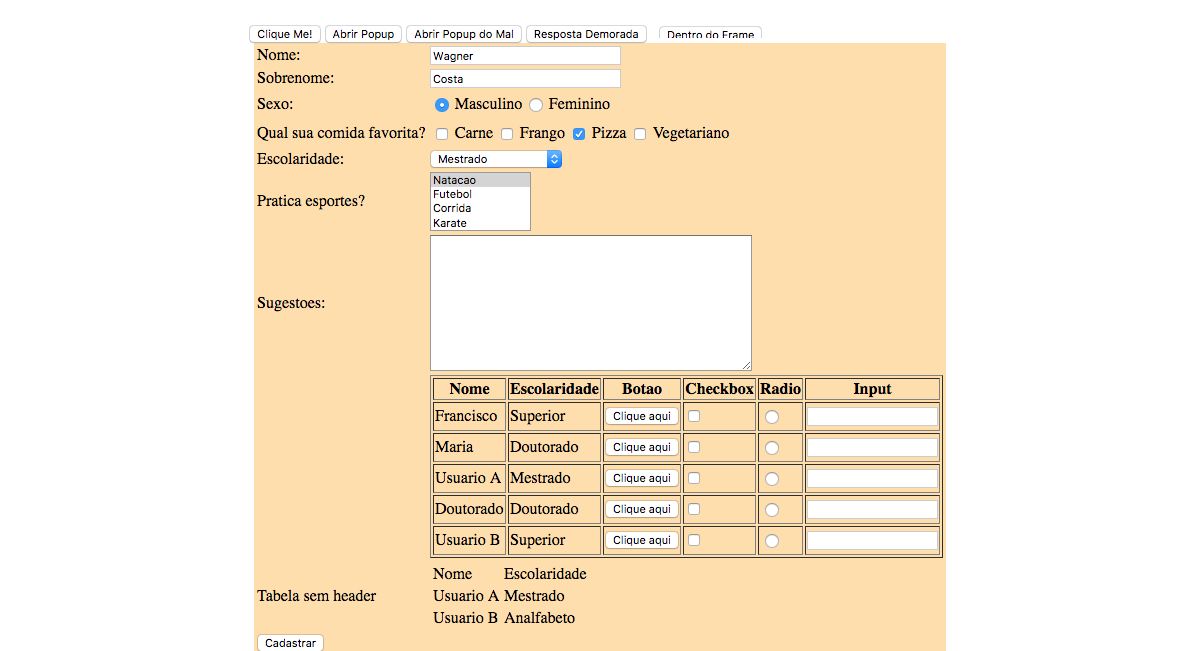 Clique Me! Abrir Popup Abrir Popup do Mal Resposta Demorada Dentro do Frame
Nome: Wagner
Sobrenome: Costa
Sexo: Masculino Feminino
Qual sua comida favorita? Carne Frango Pizza Vegetariano
Escolaridade: Mestrado
Pratica esportes? Natacao
Futebol
Corrida
Karate
Sugestoes:
Nome Escolaridade Botao Checkbox Radio Input
Francisco Superior Clique aqui
Maria Doutorado Clique aqui
Usuario A Mestrado Clique aqui
Doutorado Doutorado Clique aqui
Usuario B Superior Clique aqui
Nome Escolaridade
Tabela sem header Usuario A Mestrado
Usuario B Analfabeto
Cadastrar